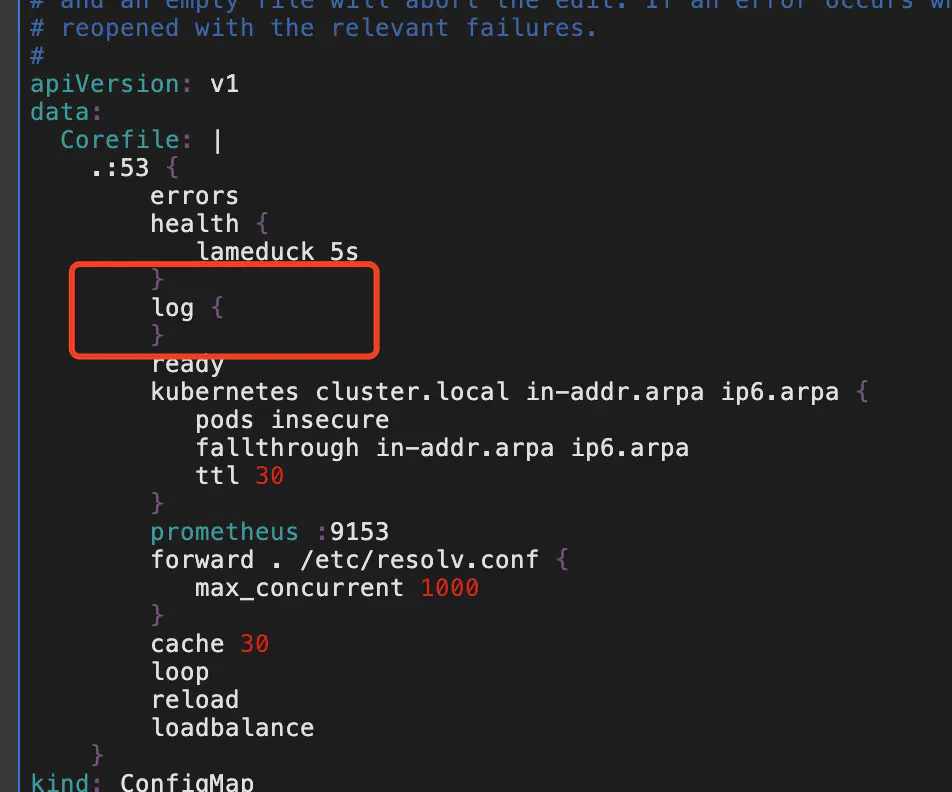 # and an empty file will abort the edit. If an error occurs
# reopened with the relevant failures.
#
apiVersion: v1
data:
  Corefile: |
    .:53 {
        errors
        health {
           lameduck 5s
        }
        log {
        }
        ready
        kubernetes cluster.local in-addr.arpa ip6.arpa {
           pods insecure
           fallthrough in-addr.arpa ip6.arpa
           ttl 30
        }
        prometheus :9153
        forward . /etc/resolv.conf {
           max_concurrent 1000
        }
        cache 30
        loop
        reload
        loadbalance
    }
kind: ConfigMap